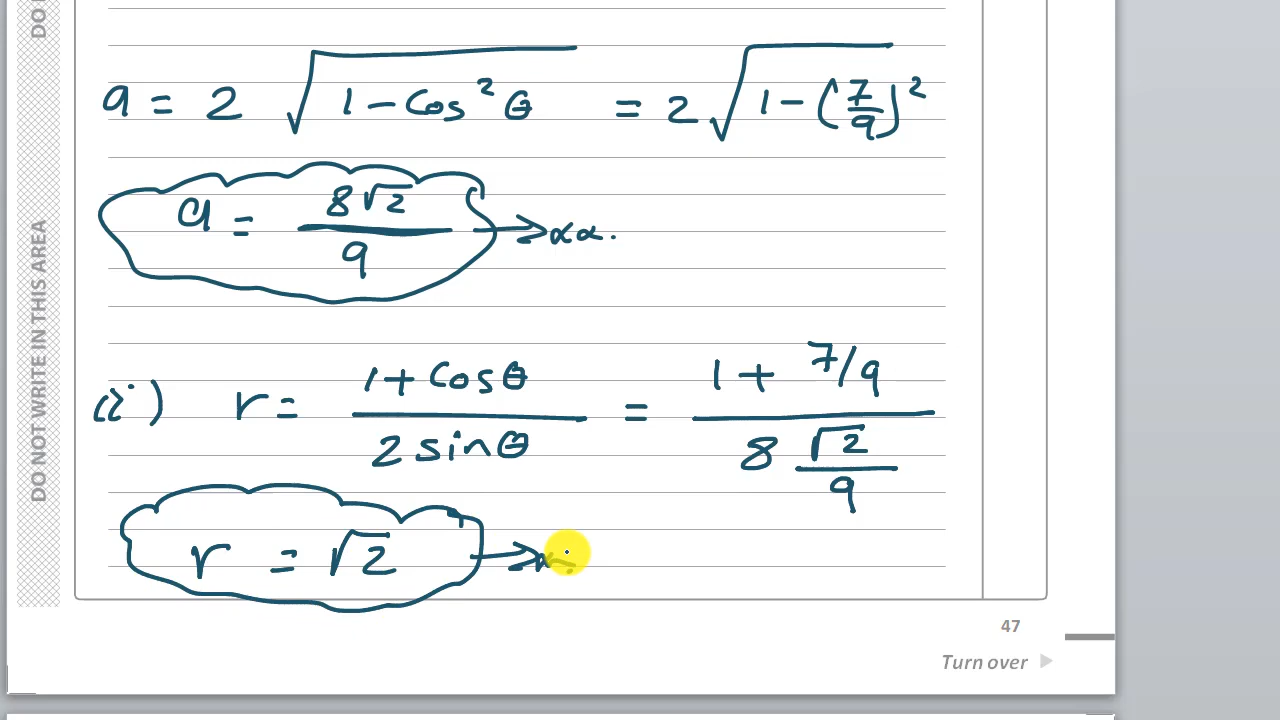 DO
a = 2 √(1 − cos²θ) = 2 √(1 − (7/9)²)
a = 8√2/9
DO NOT WRITE IN THIS AREA
(ii) r = (1 + cosθ)/(2 sinθ) = (1 + 7/9)/(8 √2/9)
r = √2
47
Turn over